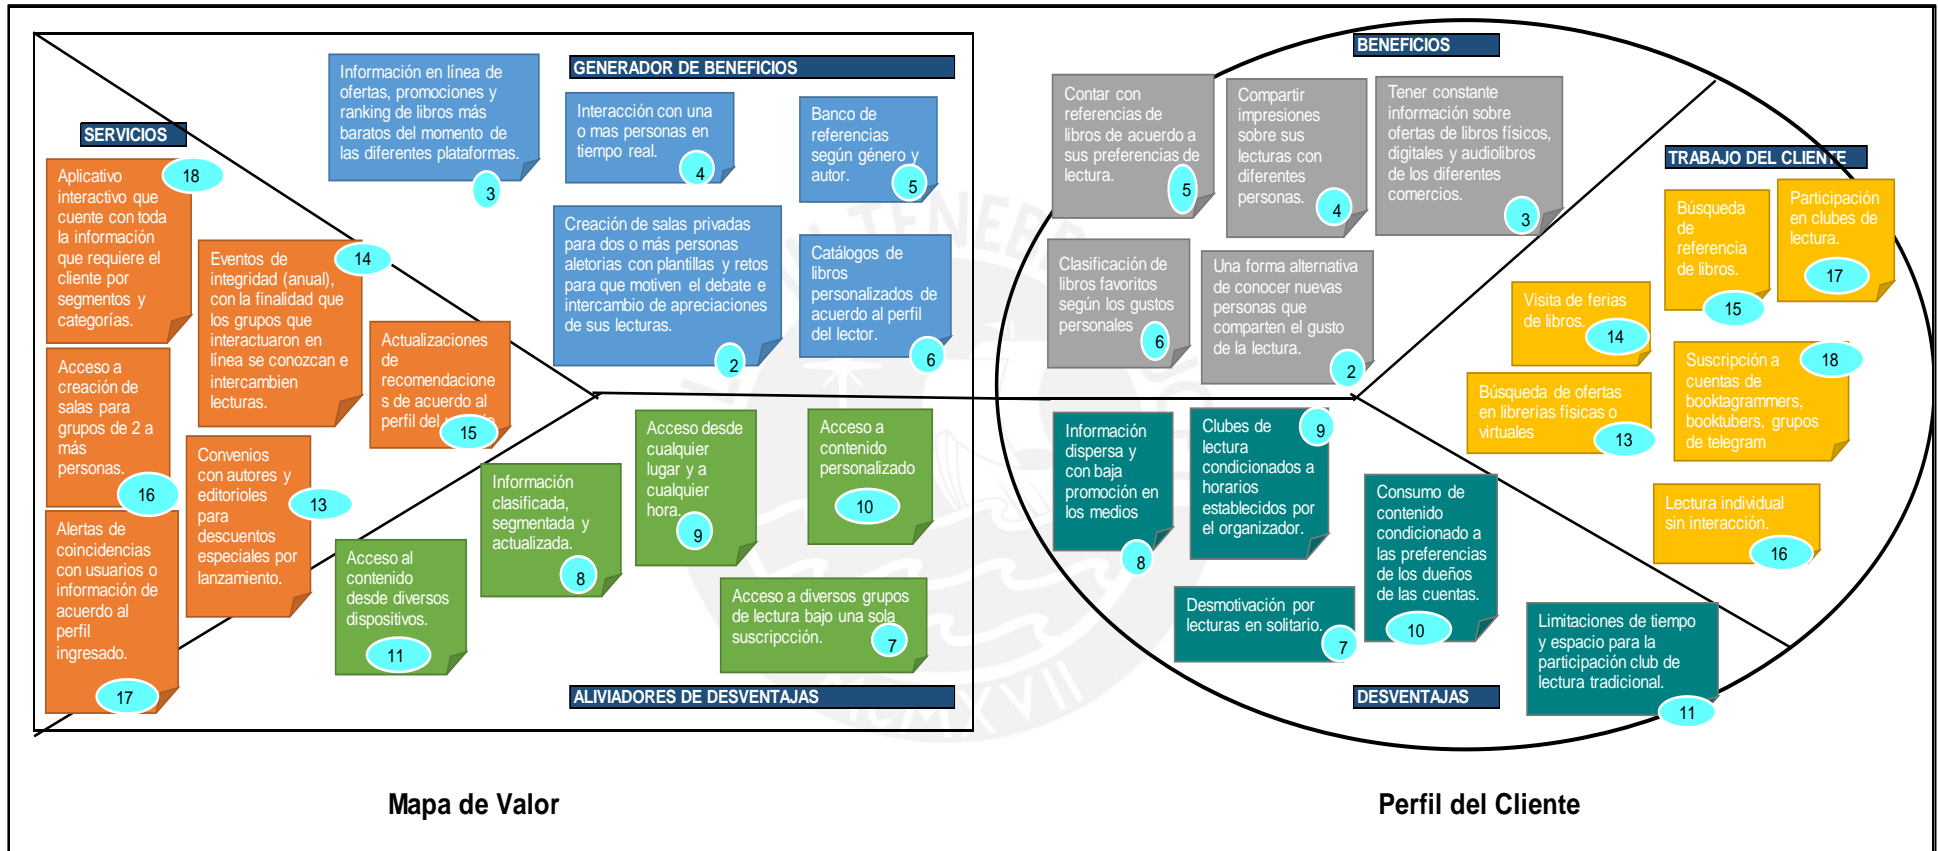 GENERADOR DE BENEFICIOS
SERVICIOS
Información en línea de
ofertas, promociones y
ranking de libros más
baratos del momento de
las diferentes plataformas.
3
Interacción con una
o mas personas en
tiempo real.
4
Banco de
referencias
según género y
autor.
5
Creación de salas privadas
para dos o más personas
aletorias con plantillas y retos
para que motiven el debate e
intercambio de apreciaciones
de sus lecturas.
2
Catálogos de
libros
personalizados de
acuerdo al perfil
del lector.
6
Aplicativo
interactivo que
cuente con toda
la información
que requiere el
cliente por
segmentos y
categorías.
18
Eventos de
integridad (anual),
con la finalidad que
los grupos que
interactuaron en
línea se conozcan e
intercambien
lecturas.
14
Actualizaciones
de
recomendacione
s de acuerdo al
perfil del
15
Acceso a
creación de
salas para
grupos de 2 a
más
personas.
16
Convenios
con autores y
editorioles
para
descuentos
especiales por
lanzamiento.
13
Alertas de
coincidencias
con usuarios o
información de
acuerdo al
perfil
ingresado.
17
Acceso al
contenido
desde diversos
dispositivos.
11
Información
clasificada,
segmentada y
actualizada.
8
Acceso desde
cualquier
lugar y a
cualquier
hora.
9
Acceso a
contenido
personalizado
10
Acceso a diversos grupos
de lectura bajo una sola
suscripcción.
7
ALIVIADORES DE DESVENTAJAS
Mapa de Valor
BENEFICIOS
Contar con
referencias de
libros de acuerdo a
sus preferencias de
lectura.
5
Compartir
impresiones
sobre sus
lecturas con
diferentes
personas.
4
Tener constante
información sobre
ofertas de libros físicos,
digitales y audiolibros
de los diferentes
comercios.
3
Clasificación de
libros favoritos
según los gustos
personales
6
Una forma alternativa
de conocer nuevas
personas que
comparten el gusto
de la lectura.
2
TRABAJO DEL CLIENTE
Búsqueda
de
referencia
de libros.
15
Participación
en clubes de
lectura.
17
Visita de ferias
de libros.
14
Suscripción a
cuentas de
booktagrammers,
booktubers, grupos
de telegram
18
Búsqueda de ofertas
en librerías físicas o
virtuales
13
Lectura individual
sin interacción.
16
Información
dispersa y
con baja
promoción en
los medios
8
Clubes de
lectura
condicionados a
horarios
establecidos por
el organizador.
9
Consumo de
contenido
condicionado a
las preferencias
de los dueños
de las cuentas.
10
Desmotivación por
lecturas en solitario.
7
Limitaciones de tiempo
y espacio para la
participación club de
lectura tradicional.
11
DESVENTAJAS
Perfil del Cliente
MCMXVII